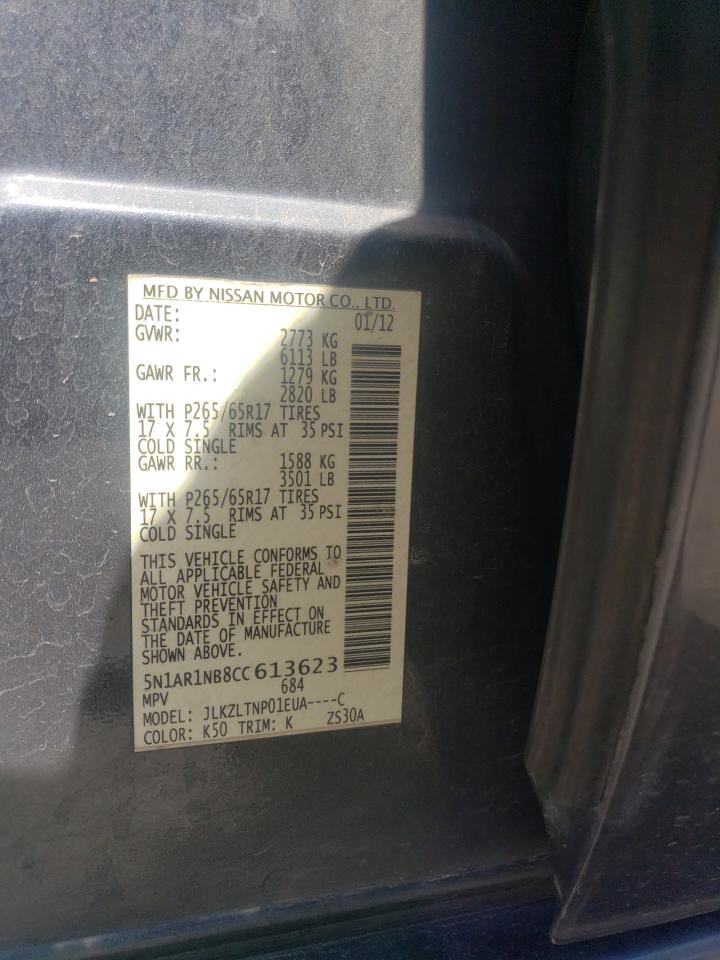 MFD BY NISSAN MOTOR CO., LTD.
DATE: 01/12
GVWR: 2773 KG
6113 LB
GAWR FR.: 1279 KG
2820 LB
WITH P265/65R17 TIRES
17 X 7.5 RIMS AT 35 PSI
COLD SINGLE
GAWR RR.: 1588 KG
3501 LB
WITH P265/65R17 TIRES
17 X 7.5 RIMS AT 35 PSI
COLD SINGLE
THIS VEHICLE CONFORMS TO
ALL APPLICABLE FEDERAL
MOTOR VEHICLE SAFETY AND
THEFT PREVENTION
STANDARDS IN EFFECT ON
THE DATE OF MANUFACTURE
SHOWN ABOVE.
5N1AR1NB8CC613623
MPV 684
MODEL: JLKZLTNP01EUA----C
COLOR: K50 TRIM: K ZS30A